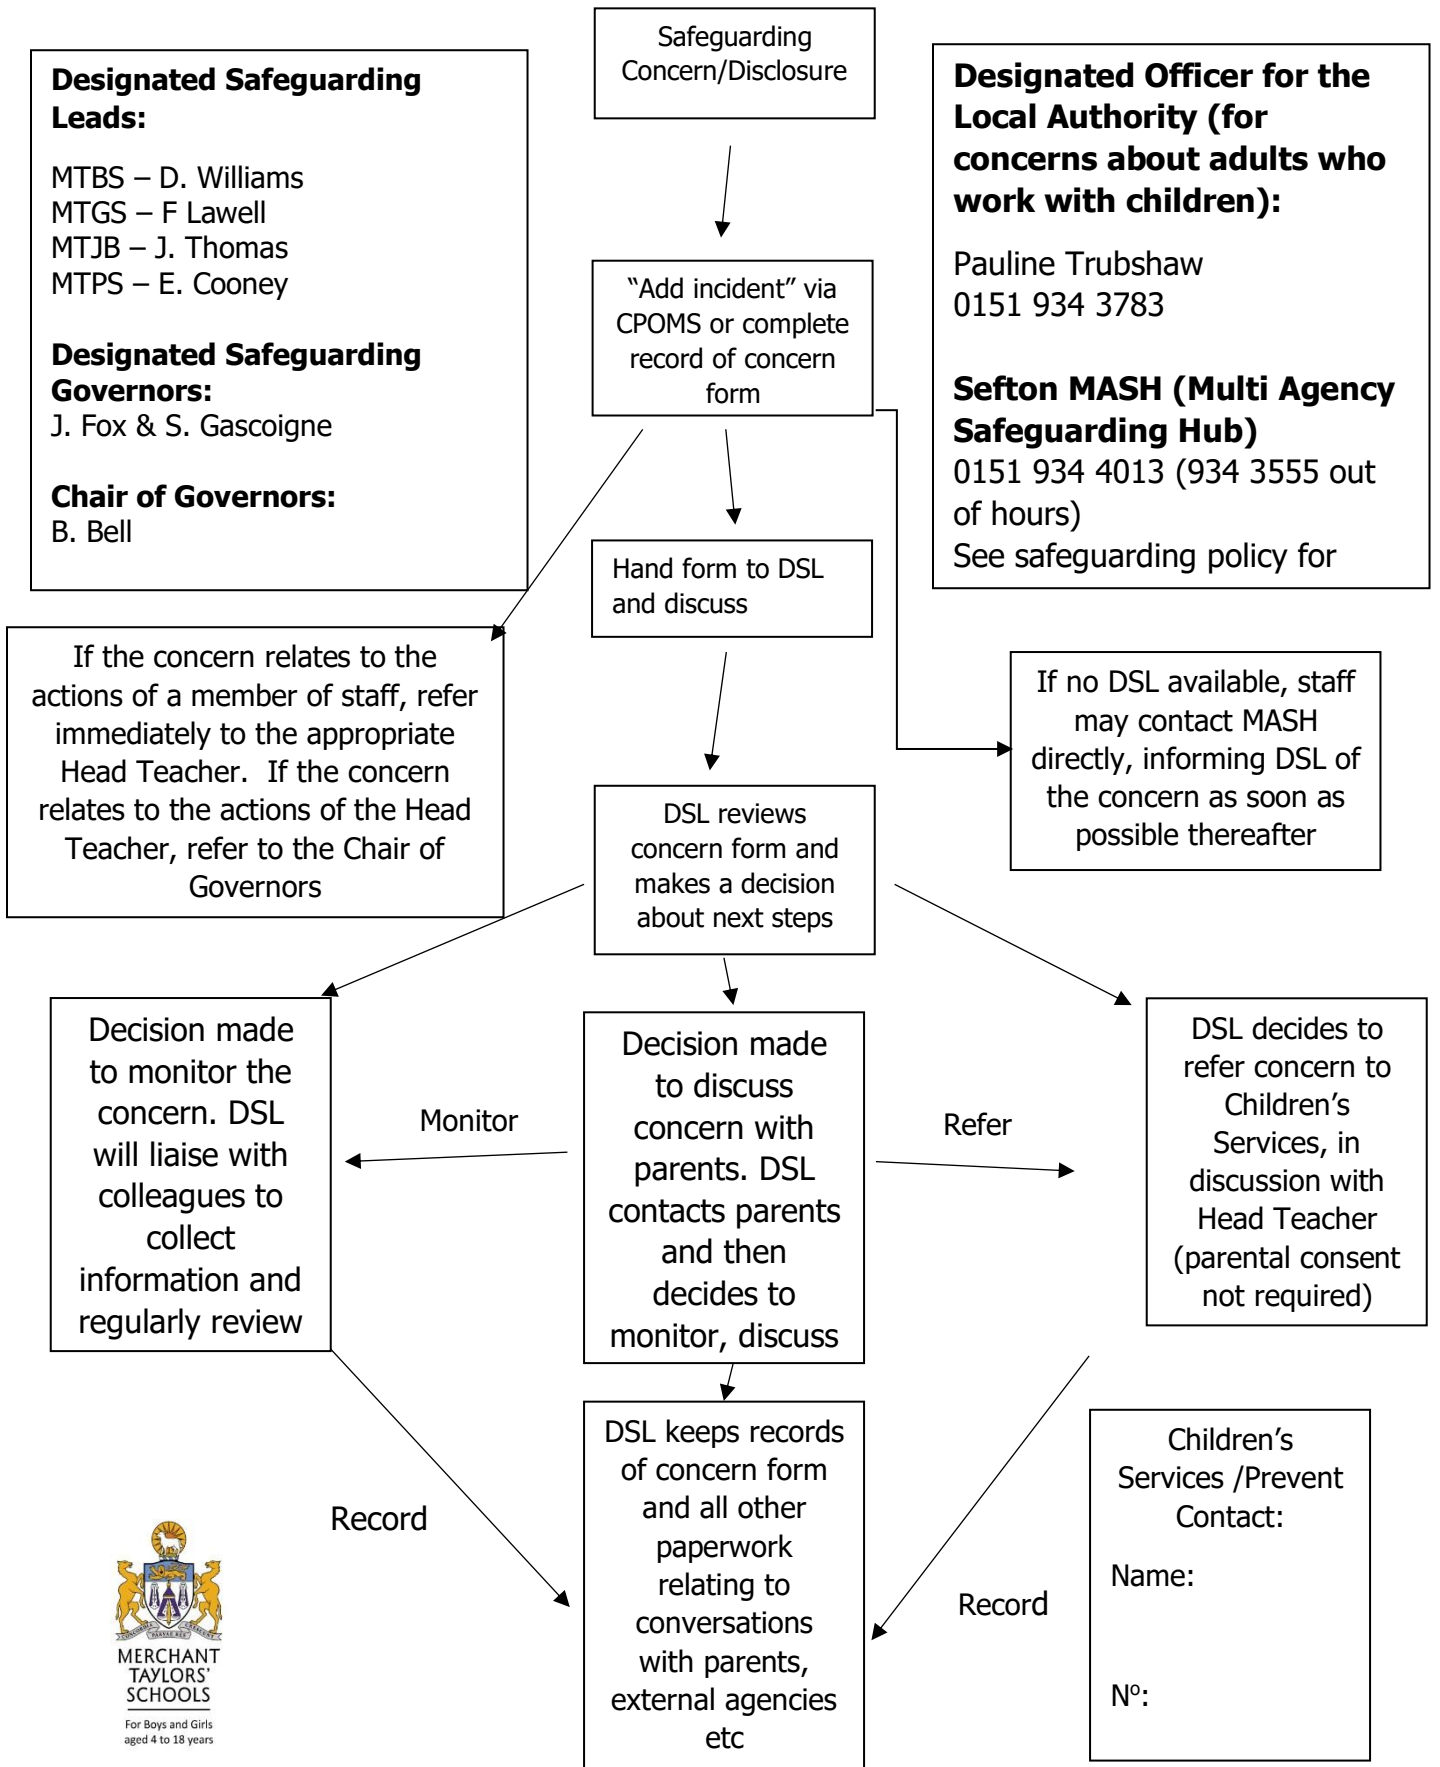 Safeguarding
Concern/Disclosure
Designated Safeguarding
Leads:
MTBS – D. Williams
MTGS – F Lawell
MTJB – J. Thomas
MTPS – E. Cooney
Designated Safeguarding
Governors:
J. Fox & S. Gascoigne
Chair of Governors:
B. Bell
Designated Officer for the
Local Authority (for
concerns about adults who
work with children):
Pauline Trubshaw
0151 934 3783
Sefton MASH (Multi Agency
Safeguarding Hub)
0151 934 4013 (934 3555 out
of hours)
See safeguarding policy for
“Add incident” via
CPOMS or complete
record of concern
form
Hand form to DSL
and discuss
If the concern relates to the
actions of a member of staff, refer
immediately to the appropriate
Head Teacher.  If the concern
relates to the actions of the Head
Teacher, refer to the Chair of
Governors
If no DSL available, staff
may contact MASH
directly, informing DSL of
the concern as soon as
possible thereafter
DSL reviews
concern form and
makes a decision
about next steps
Decision made
to monitor the
concern. DSL
will liaise with
colleagues to
collect
information and
regularly review
Monitor
Decision made
to discuss
concern with
parents. DSL
contacts parents
and then
decides to
monitor, discuss
Refer
DSL decides to
refer concern to
Children’s
Services, in
discussion with
Head Teacher
(parental consent
not required)
Record
DSL keeps records
of concern form
and all other
paperwork
relating to
conversations
with parents,
external agencies
etc
Record
Children’s
Services /Prevent
Contact:
Name:
Nº:
CONCORDIA PARVAE RES CRESCUNT
MERCHANT
TAYLORS’
SCHOOLS
For Boys and Girls
aged 4 to 18 years